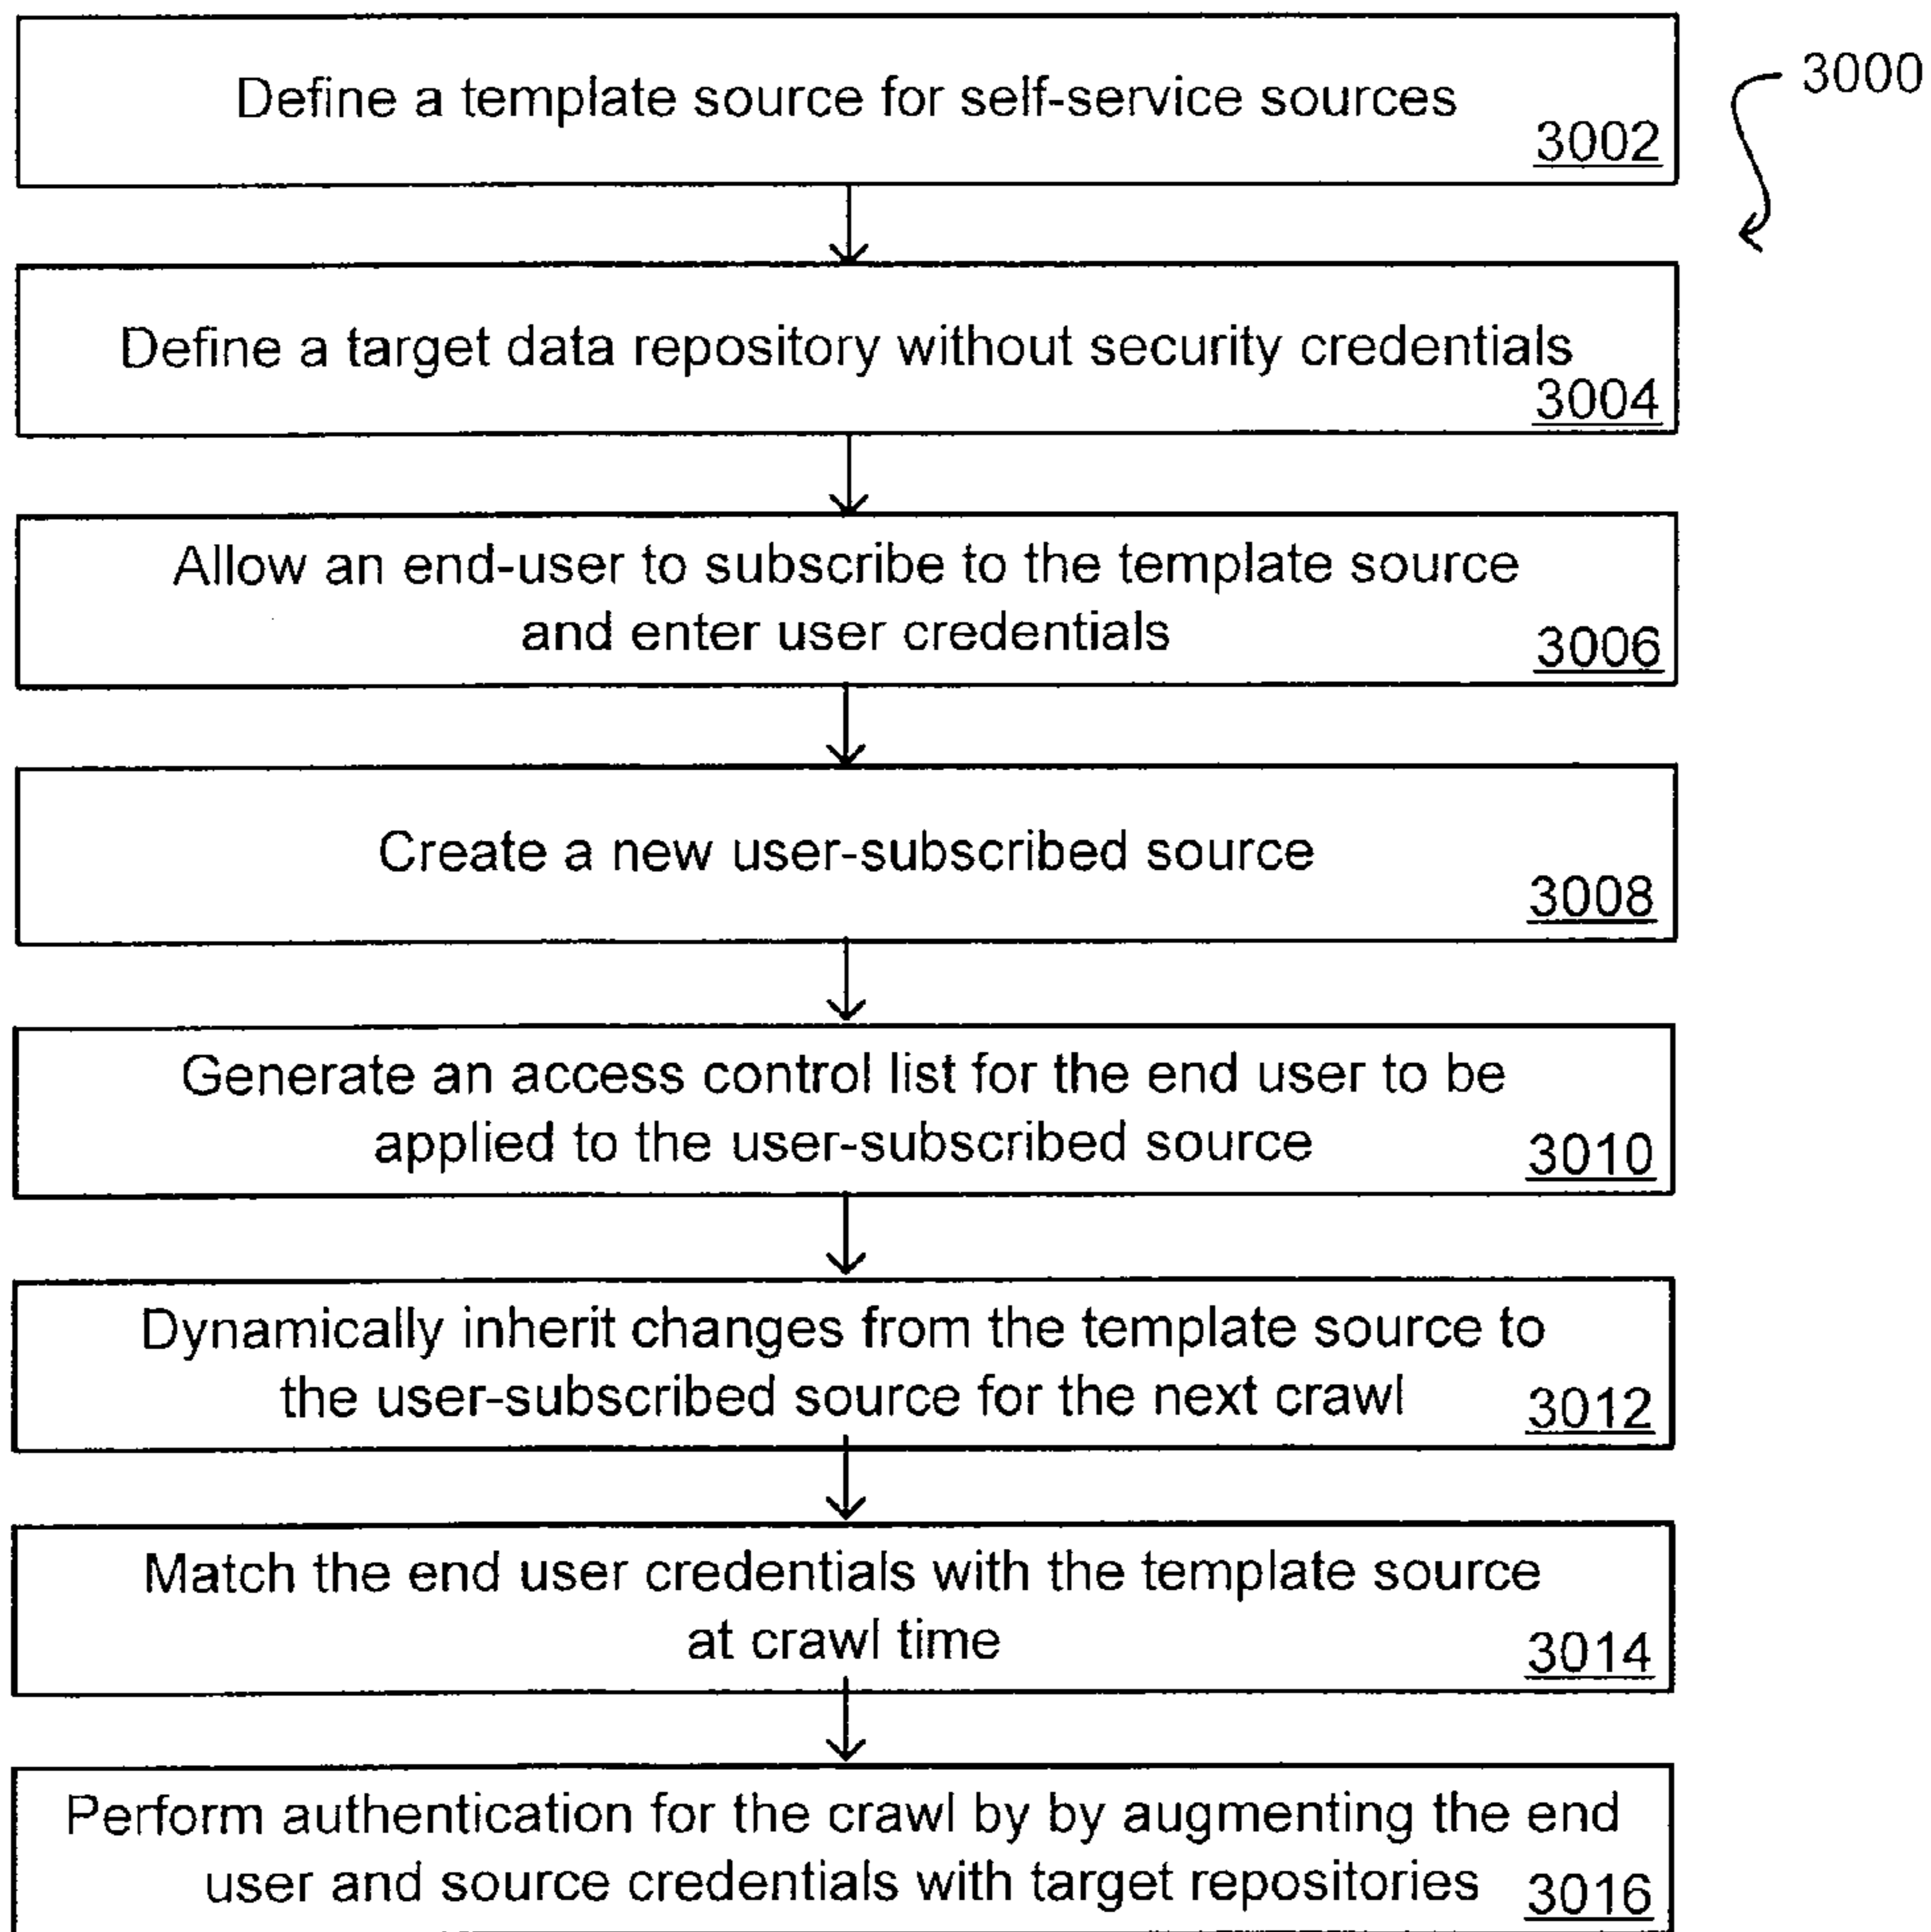 Define a template source for self-service sources
3002
3000
Define a target data repository without security credentials
3004
Allow an end-user to subscribe to the template source
and enter user credentials
3006
Create a new user-subscribed source
3008
Generate an access control list for the end user to be
applied to the user-subscribed source
3010
Dynamically inherit changes from the template source to
the user-subscribed source for the next crawl
3012
Match the end user credentials with the template source
at crawl time
3014
Perform authentication for the crawl by by augmenting the end
user and source credentials with target repositories
3016